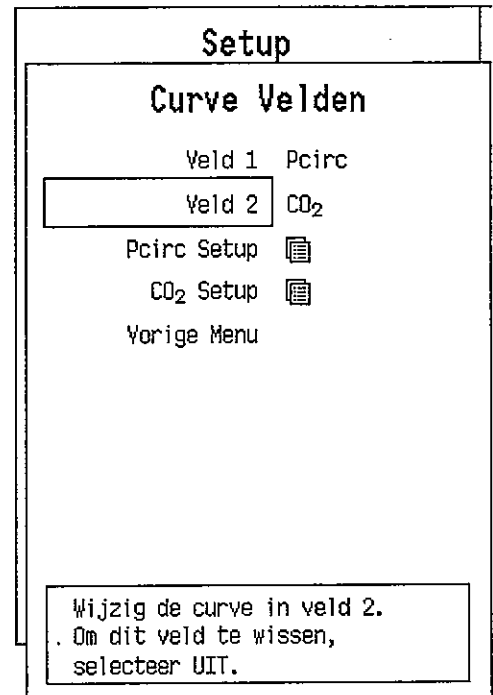 Setup
Curve Velden
Veld 1 Pcirc
Veld 2 CO₂
Pcirc Setup
CO₂ Setup
Vorige Menu
Wijzig de curve in veld 2.
Om dit veld te wissen,
selecteer UIT.